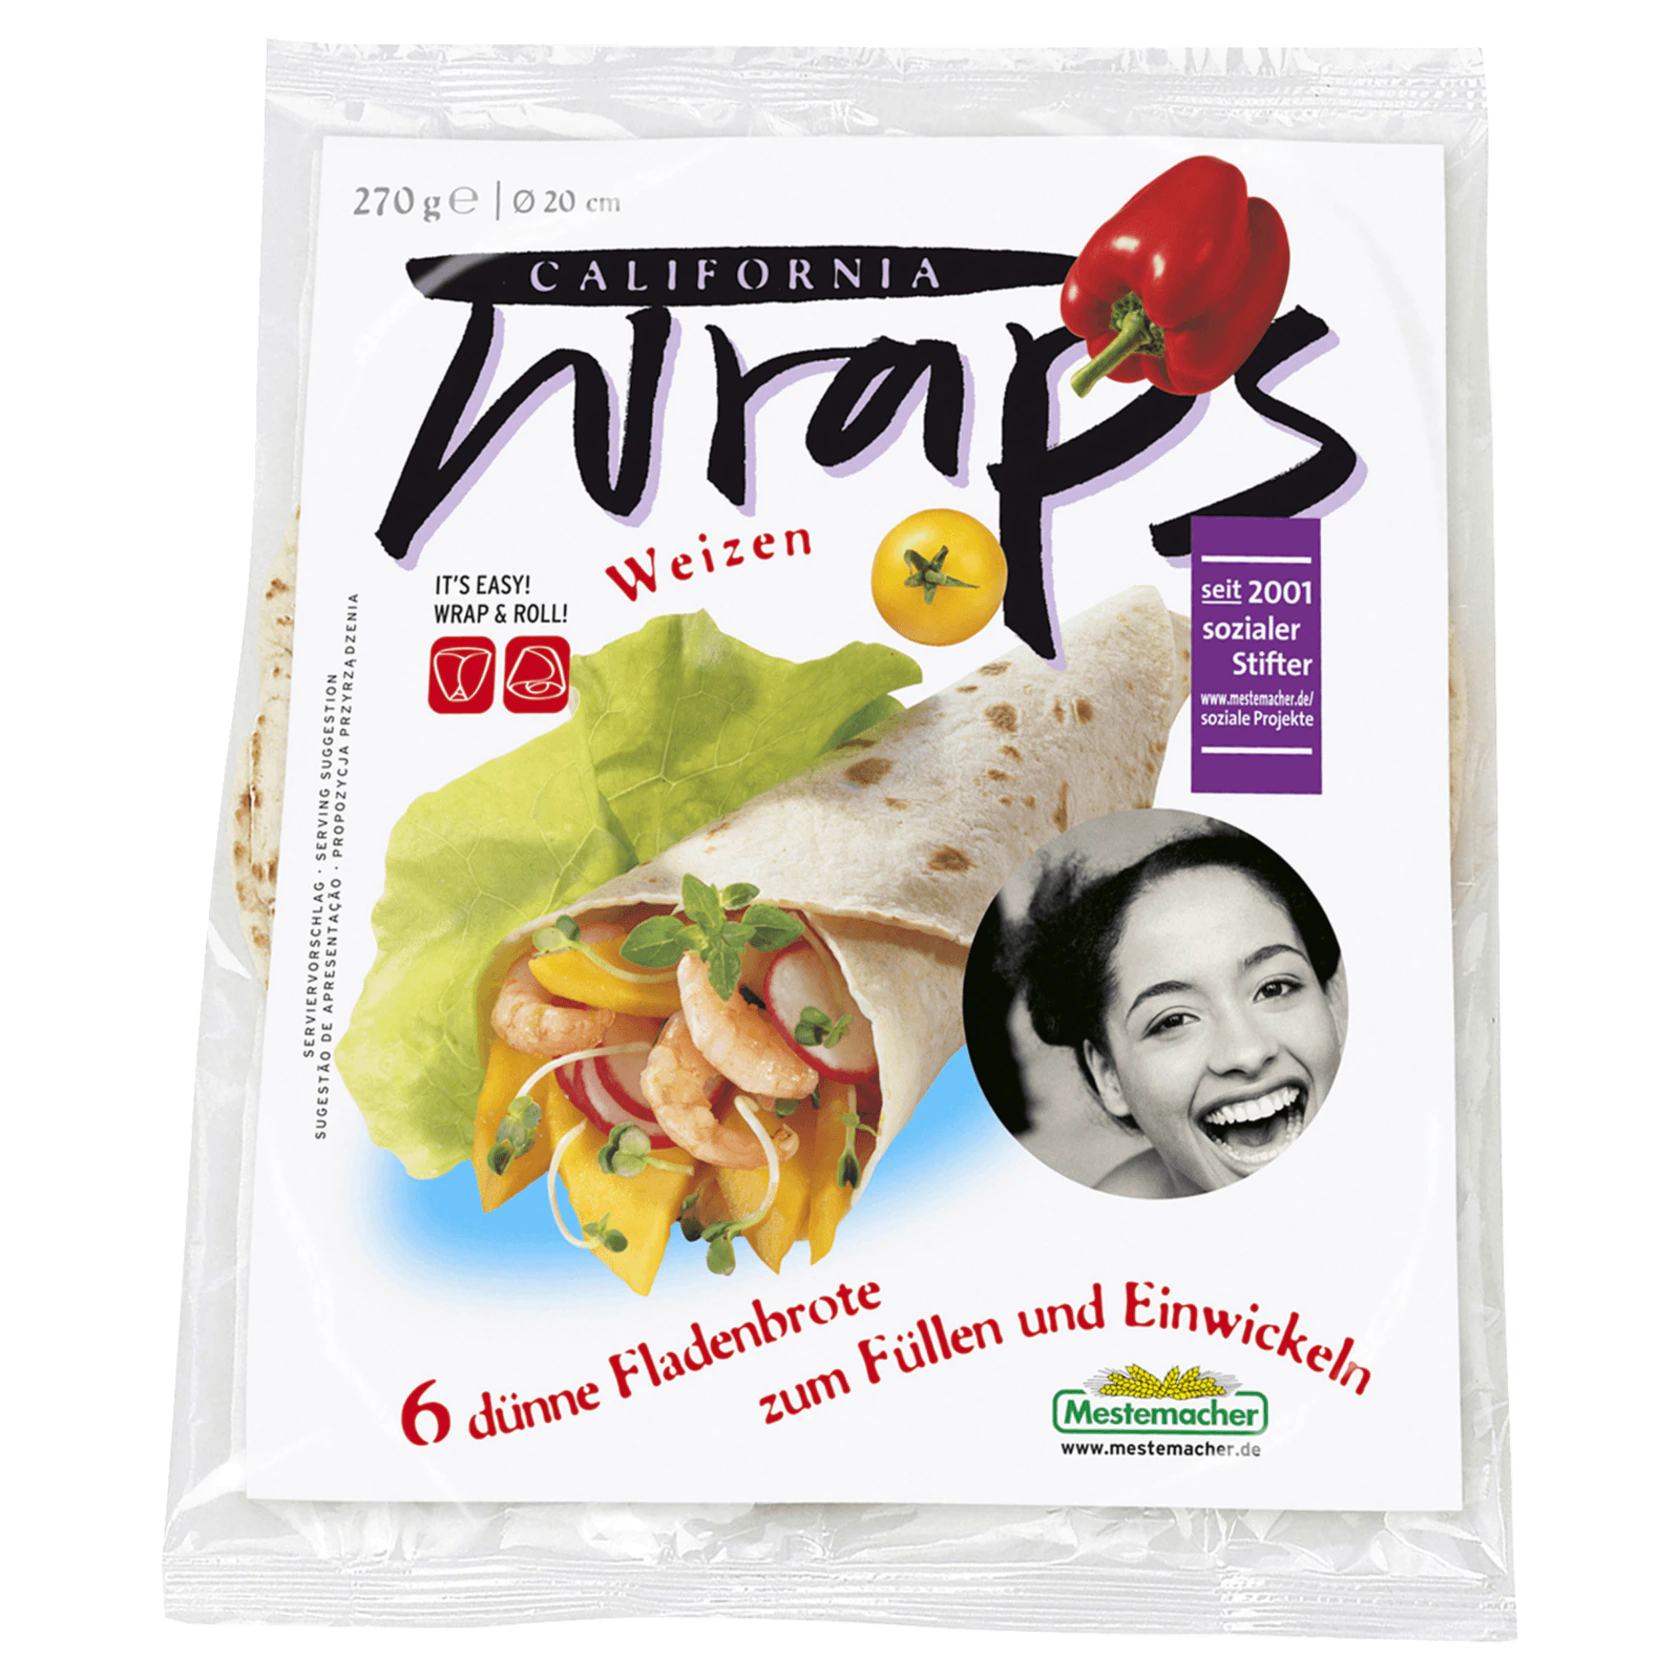 270 g ℮ | Ø 20 cm
CALIFORNIA
Wraps
Weizen
IT'S EASY!
WRAP & ROLL!
seit 2001
sozialer
Stifter
www.mestemacher.de/
soziale Projekte
SERVIERVORSCHLAG · SERVING SUGGESTION
SUGESTÃO DE APRESENTAÇÃO · PROPOZYCJA PRZYRZĄDZENIA
6 dünne Fladenbrote
zum Füllen und Einwickeln
Mestemacher
www.mestemacher.de